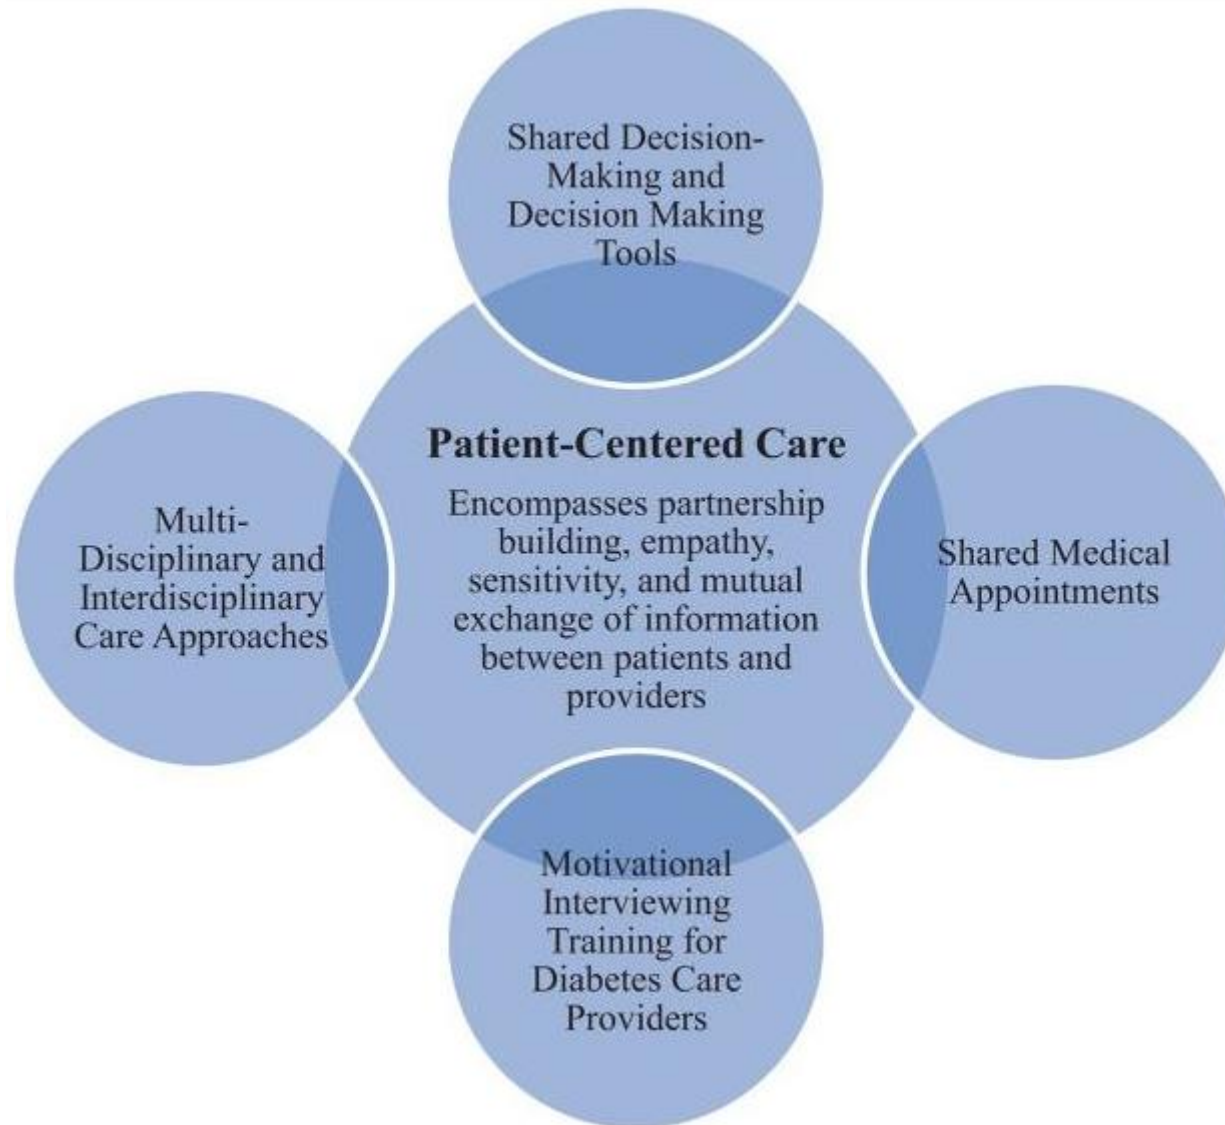 Shared Decision-
Making and
Decision Making
Tools
Patient-Centered Care
Encompasses partnership
building, empathy,
sensitivity, and mutual
exchange of information
between patients and
providers
Multi-
Disciplinary and
Interdisciplinary
Care Approaches
Shared Medical
Appointments
Motivational
Interviewing
Training for
Diabetes Care
Providers